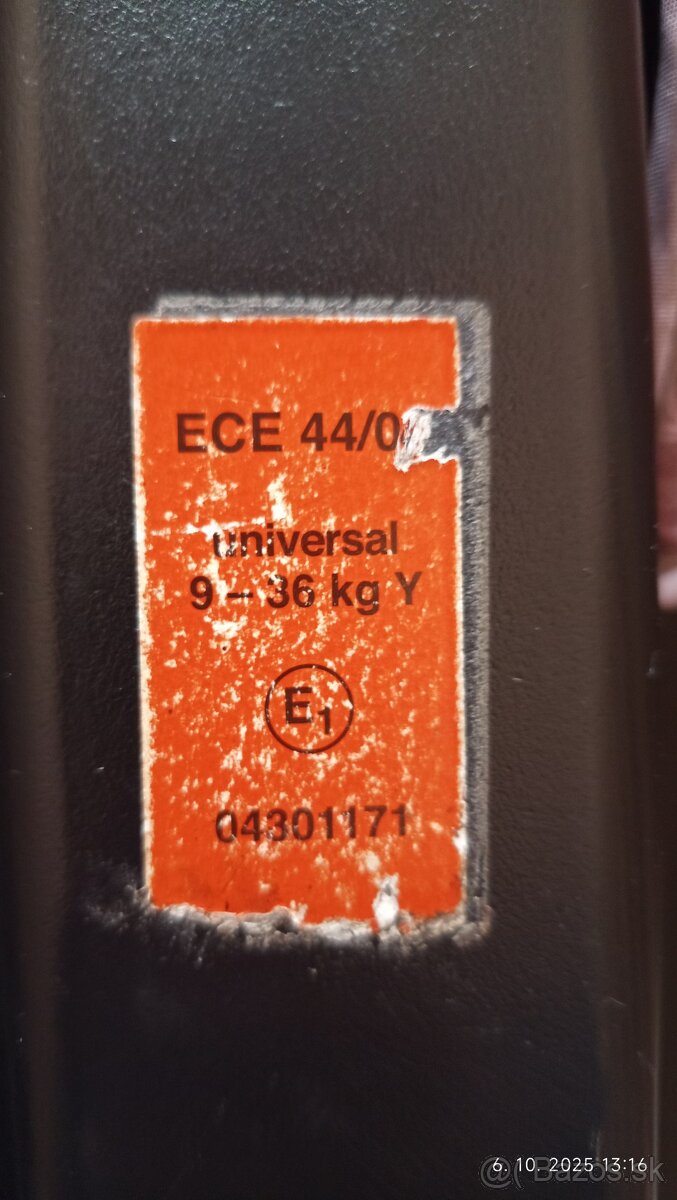 ECE 44/0
universal
9 – 36 kg Y
E1
04301171
6. 10. 2025 13:16
@ Bazos.sk